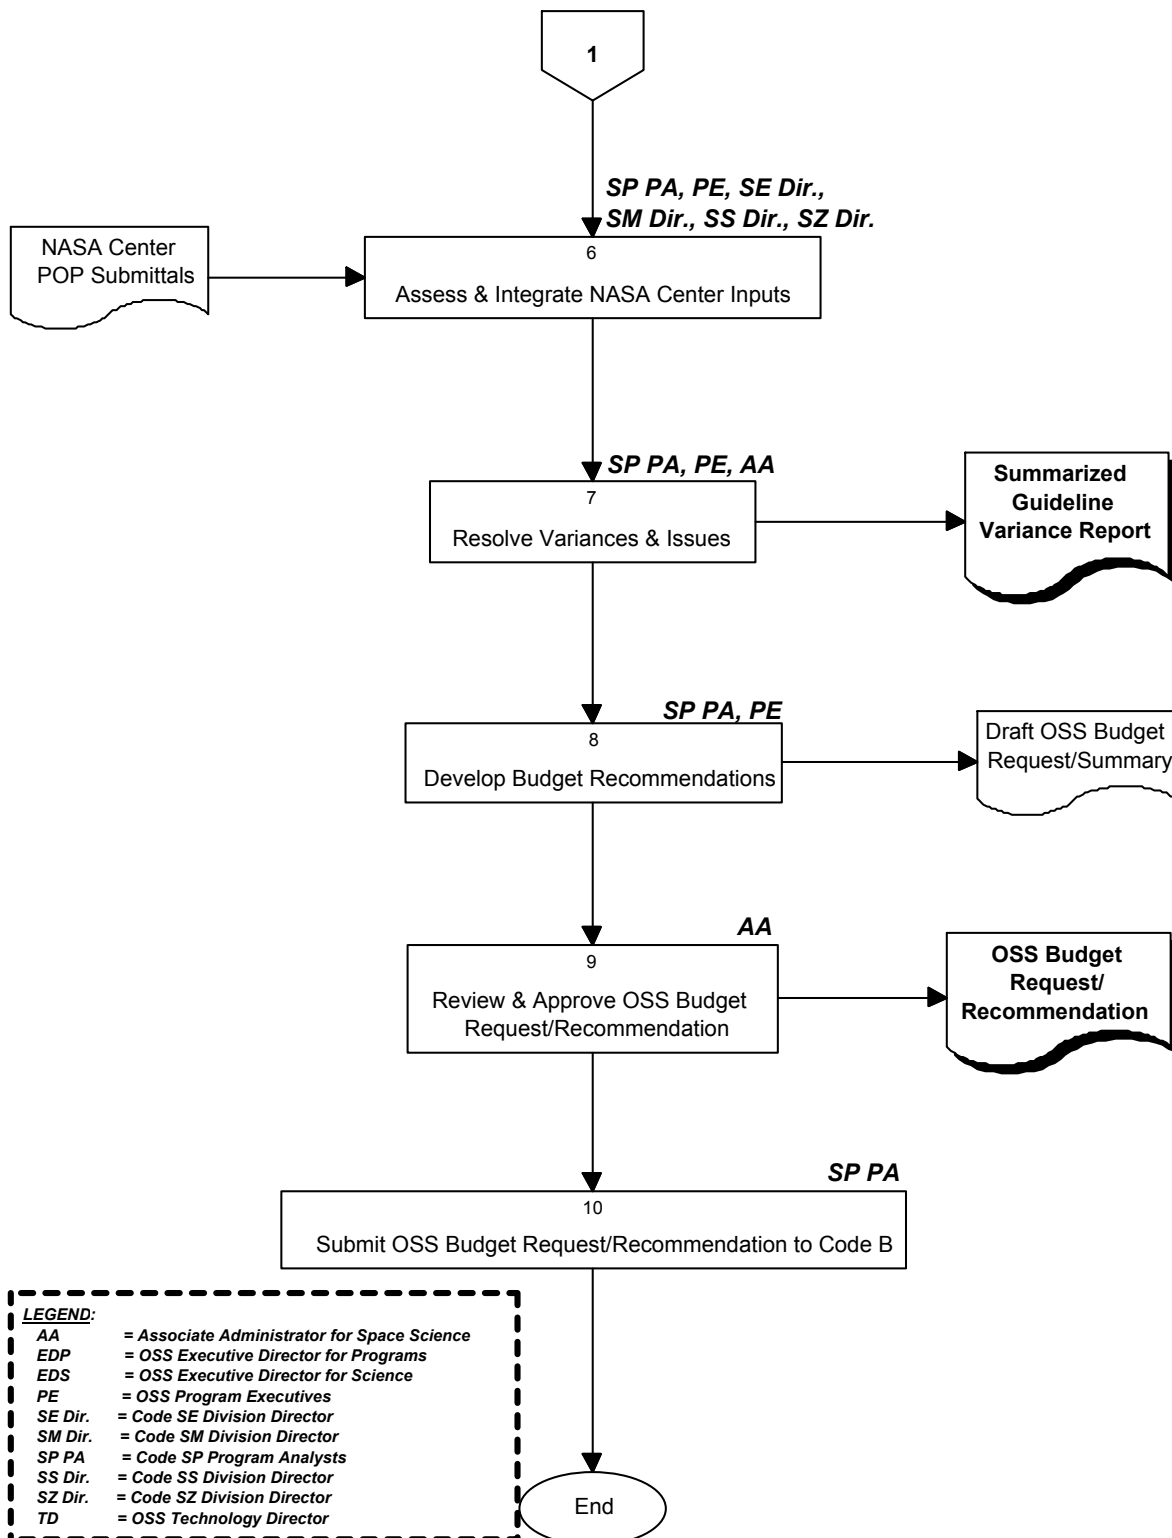 1
SP PA, PE, SE Dir.,
SM Dir., SS Dir., SZ Dir.
NASA Center
POP Submittals
6
Assess & Integrate NASA Center Inputs
SP PA, PE, AA
7
Resolve Variances & Issues
Summarized
Guideline
Variance Report
SP PA, PE
8
Develop Budget Recommendations
Draft OSS Budget
Request/Summary
AA
9
Review & Approve OSS Budget
Request/Recommendation
OSS Budget
Request/
Recommendation
SP PA
10
Submit OSS Budget Request/Recommendation to Code B
LEGEND:
AA = Associate Administrator for Space Science
EDP = OSS Executive Director for Programs
EDS = OSS Executive Director for Science
PE = OSS Program Executives
SE Dir. = Code SE Division Director
SM Dir. = Code SM Division Director
SP PA = Code SP Program Analysts
SS Dir. = Code SS Division Director
SZ Dir. = Code SZ Division Director
TD = OSS Technology Director
End